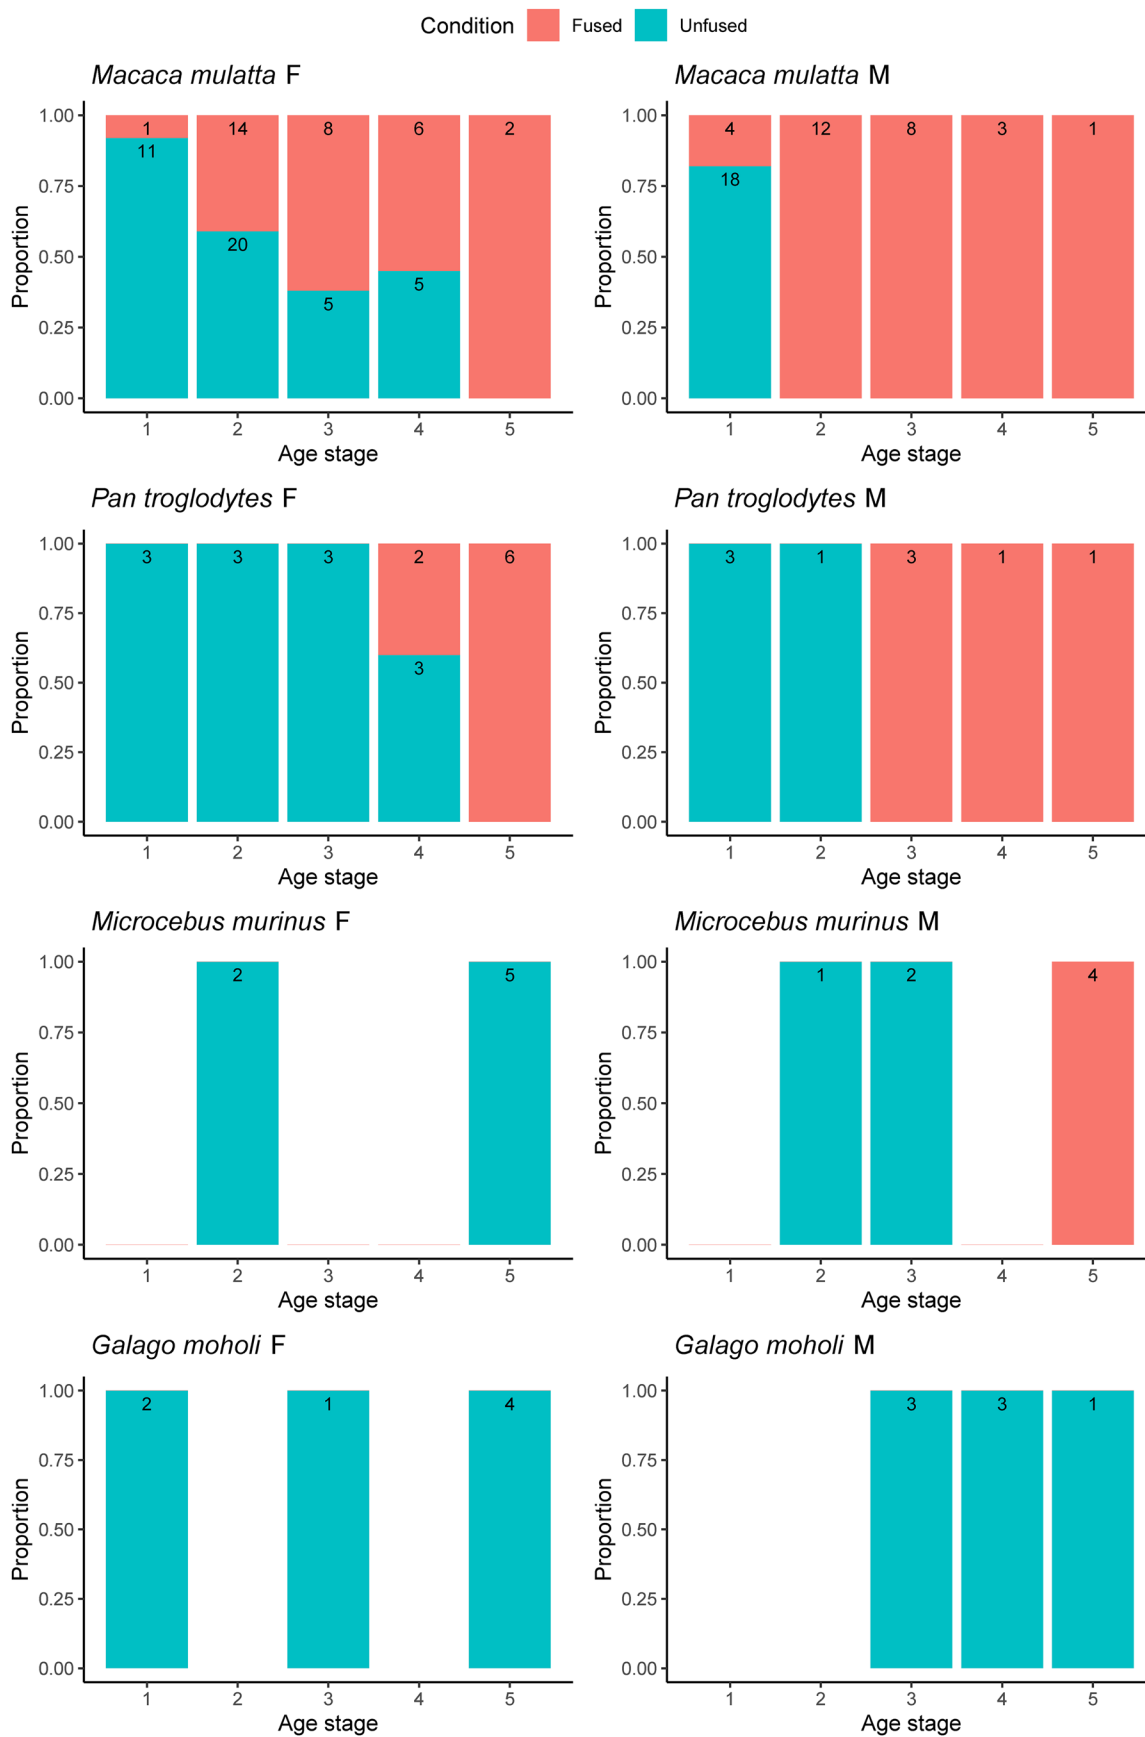 Condition Fused Unfused
Macaca mulatta F
1.00
0.75
0.50
0.25
0.00
Proportion
1 14 8 6 2
11 20 5 5
1 2 3 4 5
Age stage
Macaca mulatta M
1.00
0.75
0.50
0.25
0.00
Proportion
4 12 8 3 1
18
1 2 3 4 5
Age stage
Pan troglodytes F
1.00
0.75
0.50
0.25
0.00
Proportion
3 3 3 2 6
3
1 2 3 4 5
Age stage
Pan troglodytes M
1.00
0.75
0.50
0.25
0.00
Proportion
3 1 3 1 1
1 2 3 4 5
Age stage
Microcebus murinus F
1.00
0.75
0.50
0.25
0.00
Proportion
2 5
1 2 3 4 5
Age stage
Microcebus murinus M
1.00
0.75
0.50
0.25
0.00
Proportion
1 2 4
1 2 3 4 5
Age stage
Galago moholi F
1.00
0.75
0.50
0.25
0.00
Proportion
2 1 4
1 2 3 4 5
Age stage
Galago moholi M
1.00
0.75
0.50
0.25
0.00
Proportion
3 3 1
1 2 3 4 5
Age stage